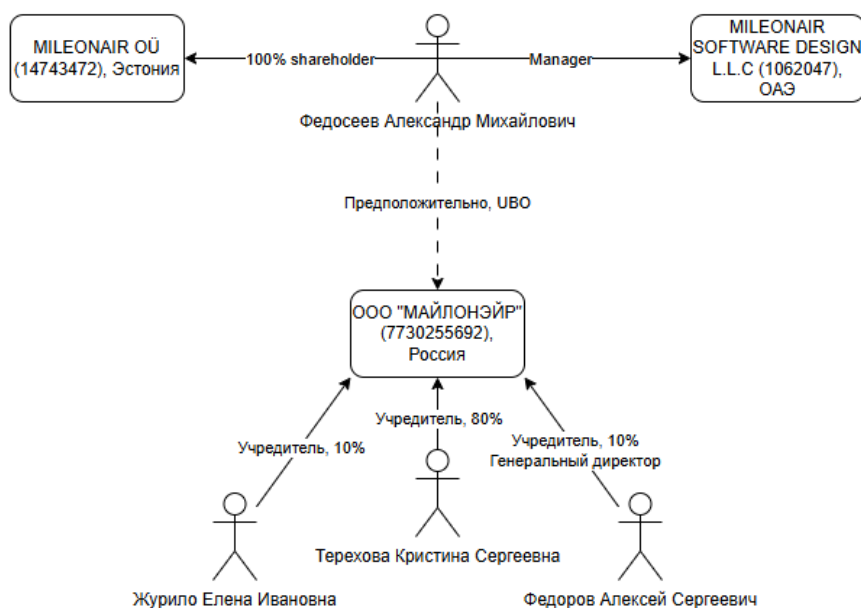 MILEONAIR OÜ
(14743472), Эстония
100% shareholder
Manager
MILEONAIR
SOFTWARE DESIGN
L.L.C (1062047),
ОАЭ
Федосеев Александр Михайлович
Предположительно, UBO
ООО "МАЙЛОНЭЙР"
(7730255692),
Россия
Учредитель, 10%
Учредитель, 80%
Учредитель, 10%
Генеральный директор
Журило Елена Ивановна
Терехова Кристина Сергеевна
Федоров Алексей Сергеевич